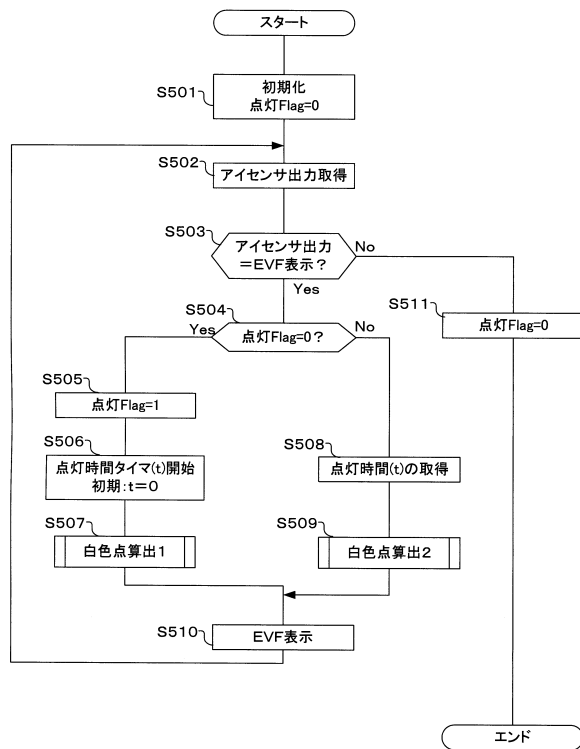 スタート
S501
初期化
点灯Flag=0
S502
アイセンサ出力取得
S503
アイセンサ出力
=EVF表示?
No
Yes
S504
点灯Flag=0?
Yes
No
S511
点灯Flag=0
S505
点灯Flag=1
S506
点灯時間タイマ(t)開始
初期:t=0
S508
点灯時間(t)の取得
S507
白色点算出1
S509
白色点算出2
S510
EVF表示
エンド